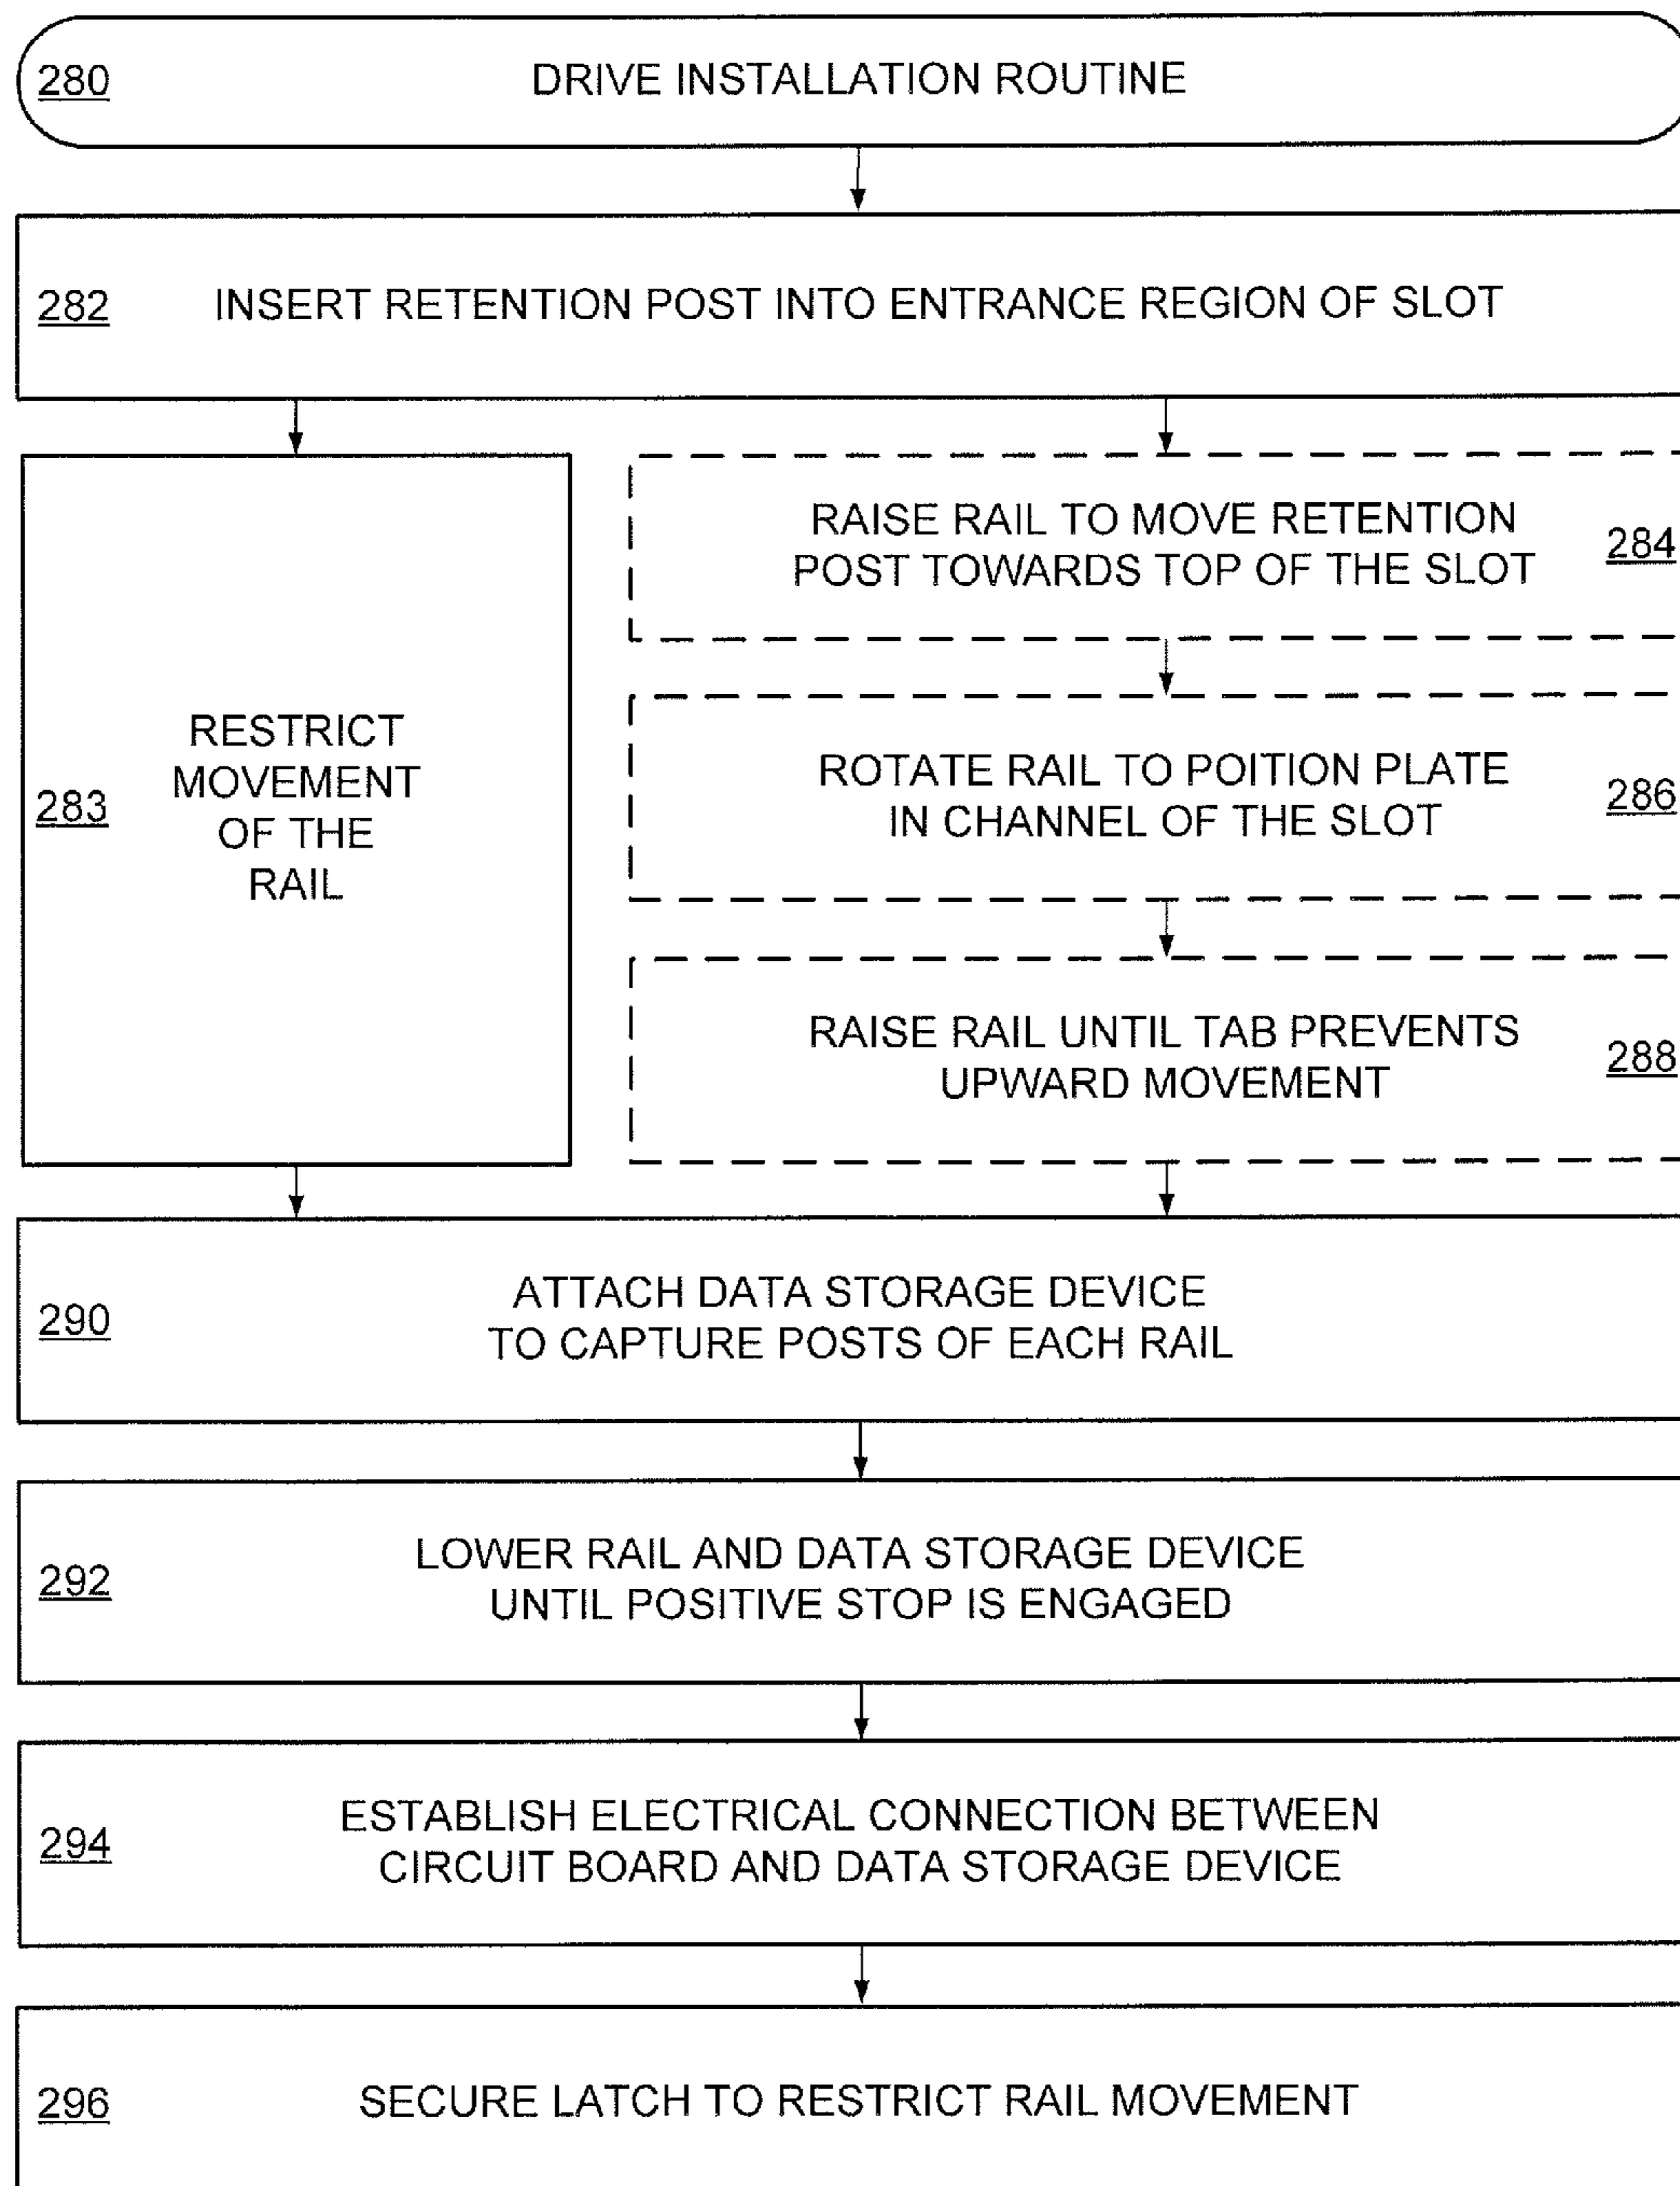 280
DRIVE INSTALLATION ROUTINE
282
INSERT RETENTION POST INTO ENTRANCE REGION OF SLOT
283
RESTRICT
MOVEMENT
OF THE
RAIL
RAISE RAIL TO MOVE RETENTION
POST TOWARDS TOP OF THE SLOT
284
ROTATE RAIL TO POITION PLATE
IN CHANNEL OF THE SLOT
286
RAISE RAIL UNTIL TAB PREVENTS
UPWARD MOVEMENT
288
290
ATTACH DATA STORAGE DEVICE
TO CAPTURE POSTS OF EACH RAIL
292
LOWER RAIL AND DATA STORAGE DEVICE
UNTIL POSITIVE STOP IS ENGAGED
294
ESTABLISH ELECTRICAL CONNECTION BETWEEN
CIRCUIT BOARD AND DATA STORAGE DEVICE
296
SECURE LATCH TO RESTRICT RAIL MOVEMENT